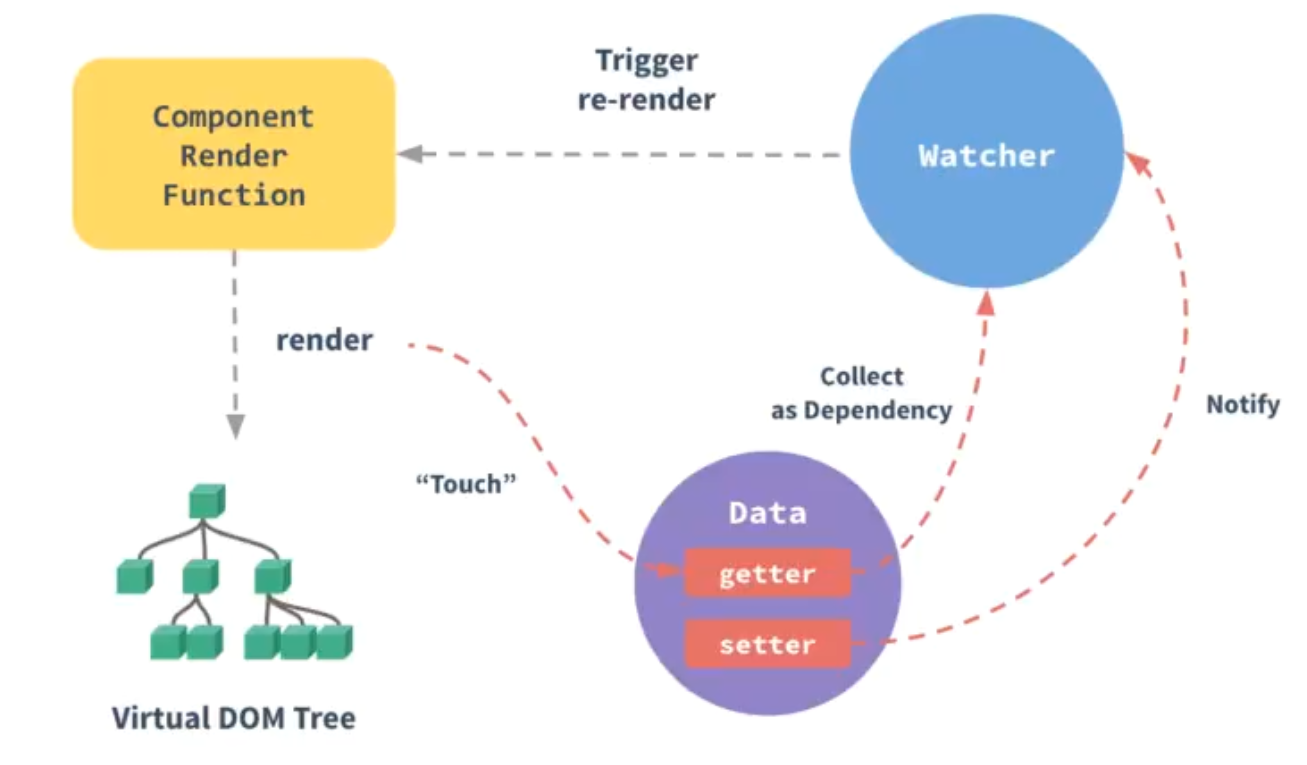 Trigger
re-render
Component
Render
Function
Watcher
render
Collect
as Dependency
Notify
“Touch”
Data
getter
setter
Virtual DOM Tree